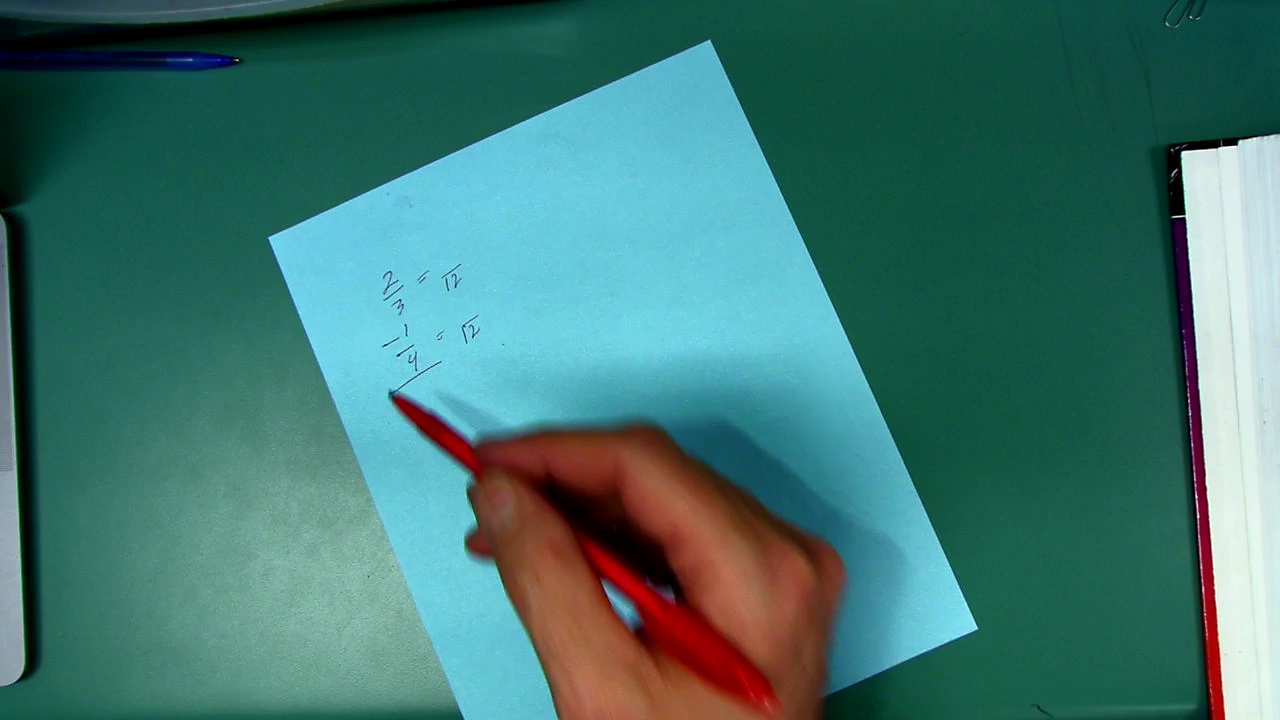 2/3 = /12
- 1/4 = /12